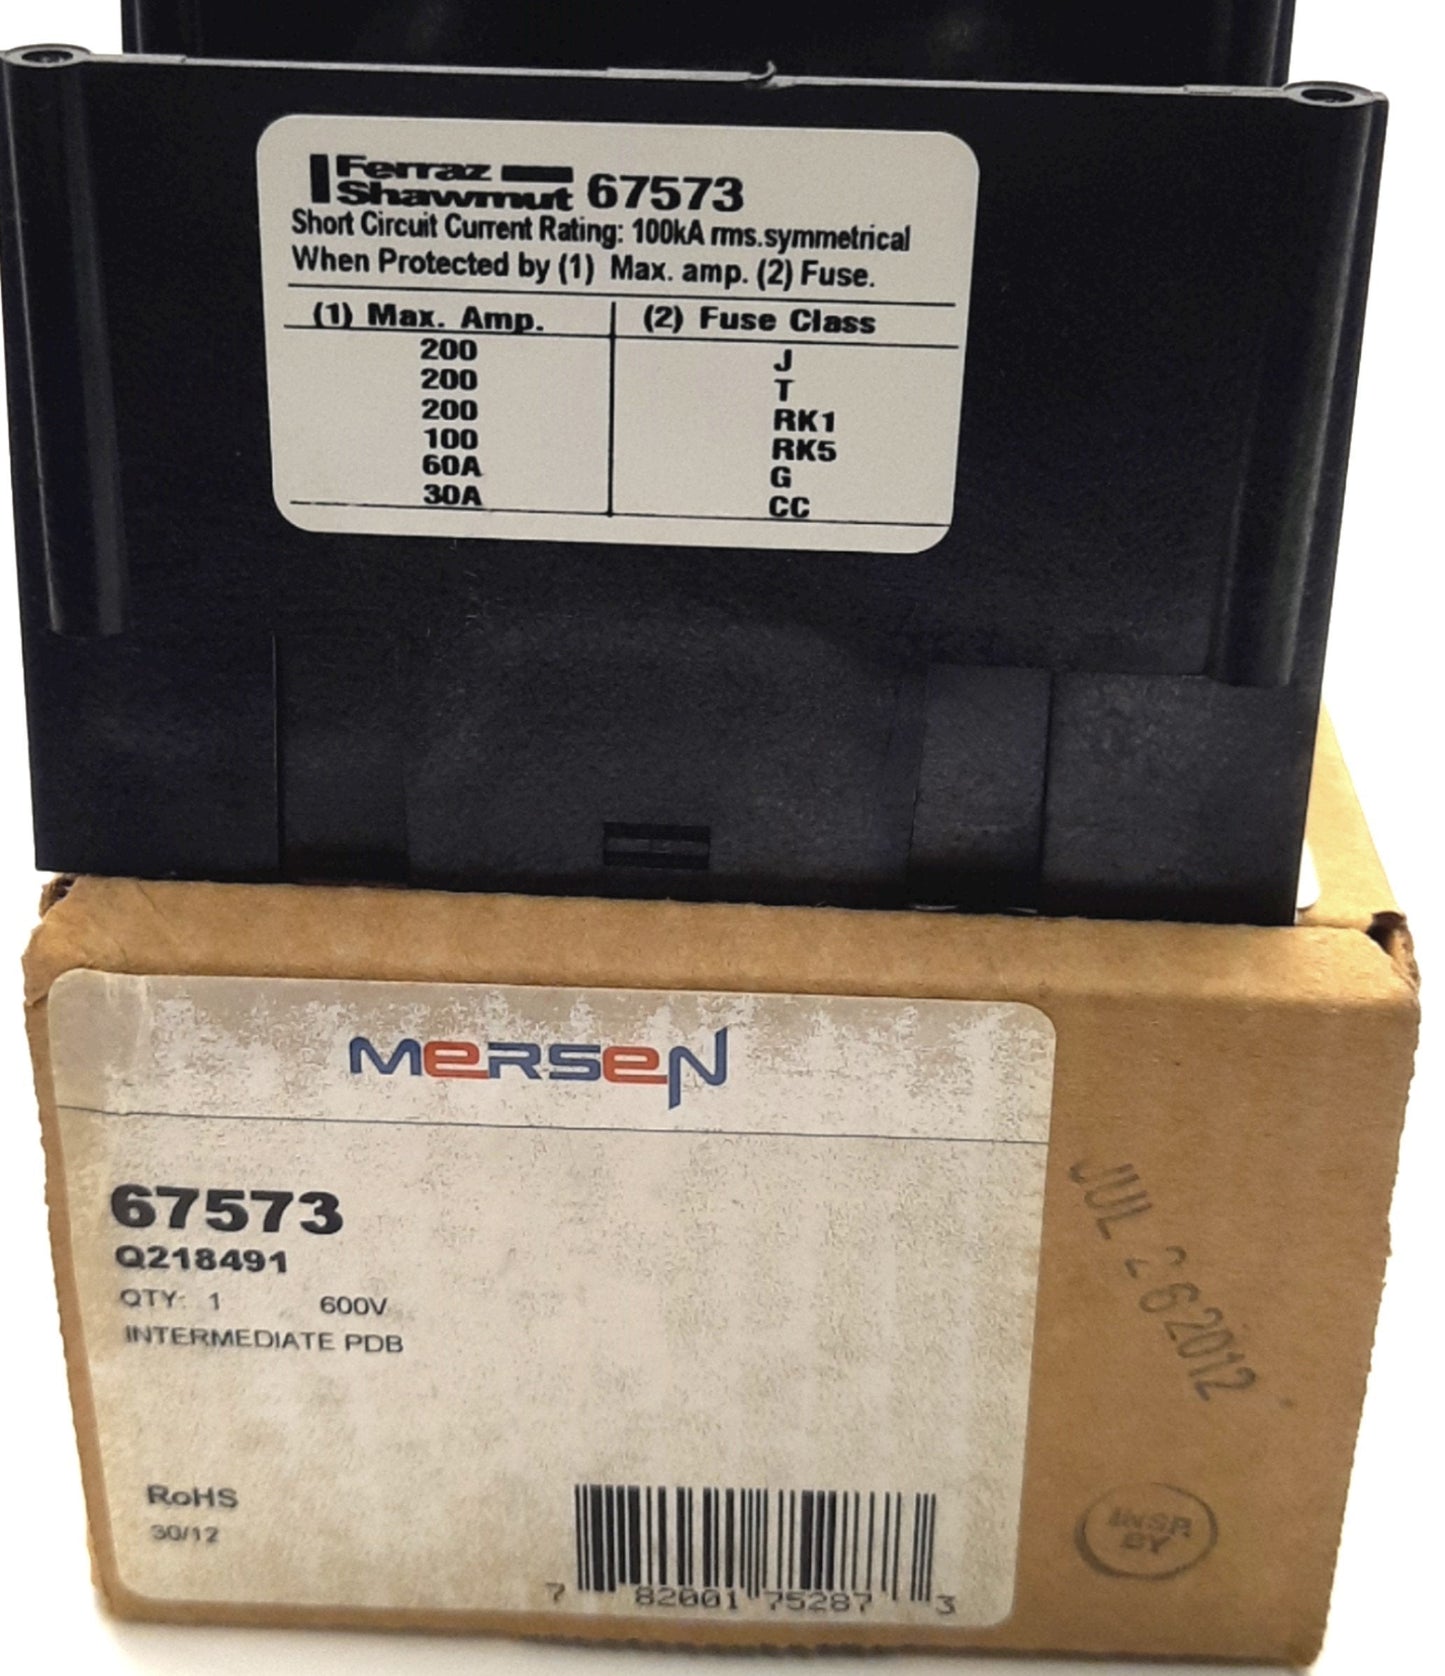 Ferraz
Shawmut 67573
Short Circuit Current Rating: 100kA rms.symmetrical
When Protected by (1) Max. amp. (2) Fuse.
(1) Max. Amp. (2) Fuse Class
200 J
200 T
200 RK1
100 RK5
60A G
30A CC
MERSEN
67573
Q218491
QTY: 1 600V
INTERMEDIATE PDB
JUL 26 2012
RoHS
30/12
INSP.
BY
7 82001 75287 3